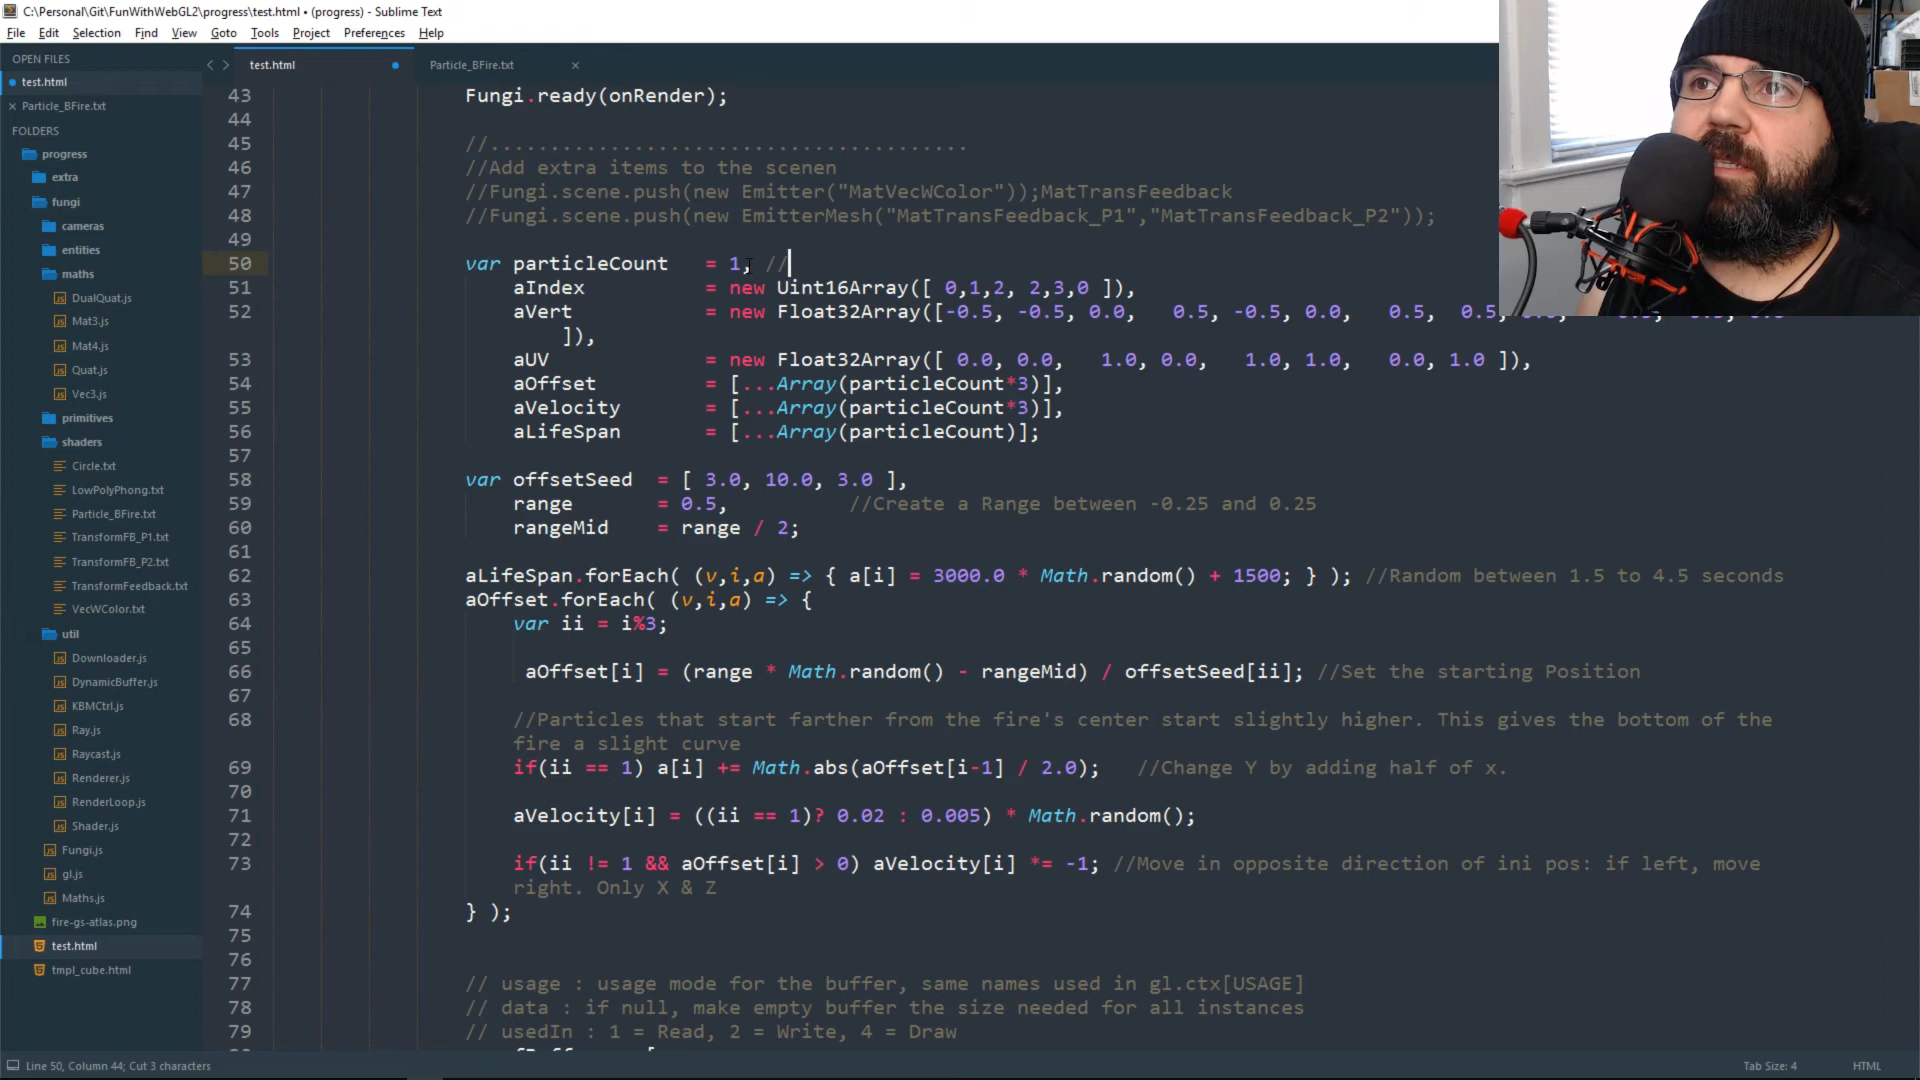 C:\Personal\Git\FunWithWebGL2\progress\test.html • (progress) - Sublime Text
File Edit Selection Find View Goto Tools Project Preferences Help
OPEN FILES
test.html
Particle_BFire.txt
FOLDERS
progress
extra
fungi
cameras
entities
maths
DualQuat.js
Mat3.js
Mat4.js
Quat.js
Vec3.js
primitives
shaders
Circle.txt
LowPolyPhong.txt
Particle_BFire.txt
TransformFB_P1.txt
TransformFB_P2.txt
TransformFeedback.txt
VecWColor.txt
util
Downloader.js
DynamicBuffer.js
KBMCtrl.js
Ray.js
Raycast.js
Renderer.js
RenderLoop.js
Shader.js
Fungi.js
gl.js
Maths.js
fire-gs-atlas.png
test.html
tmpl_cube.html
test.html Particle_BFire.txt
43 Fungi.ready(onRender);
44
45 //........................................
46 //Add extra items to the scenen
47 //Fungi.scene.push(new Emitter("MatVecWColor"));MatTransFeedback
48 //Fungi.scene.push(new EmitterMesh("MatTransFeedback_P1","MatTransFeedback_P2"));
49
50 var particleCount = 1, //
51 aIndex = new Uint16Array([ 0,1,2, 2,3,0 ]),
52 aVert = new Float32Array([-0.5, -0.5, 0.0, 0.5, -0.5, 0.0, 0.5,
]),
53 aUV = new Float32Array([ 0.0, 0.0, 1.0, 0.0, 1.0, 1.0, 0.0, 1.0 ]),
54 aOffset = [...Array(particleCount*3)],
55 aVelocity = [...Array(particleCount*3)],
56 aLifeSpan = [...Array(particleCount)];
57
58 var offsetSeed = [ 3.0, 10.0, 3.0 ],
59 range = 0.5, //Create a Range between -0.25 and 0.25
60 rangeMid = range / 2;
61
62 aLifeSpan.forEach( (v,i,a) => { a[i] = 3000.0 * Math.random() + 1500; } ); //Random between 1.5 to 4.5 seconds
63 aOffset.forEach( (v,i,a) => {
64 var ii = i%3;
65
66 aOffset[i] = (range * Math.random() - rangeMid) / offsetSeed[ii]; //Set the starting Position
67
68 //Particles that start farther from the fire's center start slightly higher. This gives the bottom of the
fire a slight curve
69 if(ii == 1) a[i] += Math.abs(aOffset[i-1] / 2.0); //Change Y by adding half of x.
70
71 aVelocity[i] = ((ii == 1)? 0.02 : 0.005) * Math.random();
72
73 if(ii != 1 && aOffset[i] > 0) aVelocity[i] *= -1; //Move in opposite direction of ini pos: if left, move
right. Only X & Z
74 } );
75
76
77 // usage : usage mode for the buffer, same names used in gl.ctx[USAGE]
78 // data : if null, make empty buffer the size needed for all instances
79 // usedIn : 1 = Read, 2 = Write, 4 = Draw
Line 50, Column 44; Cut 3 characters
Tab Size: 4
HTML